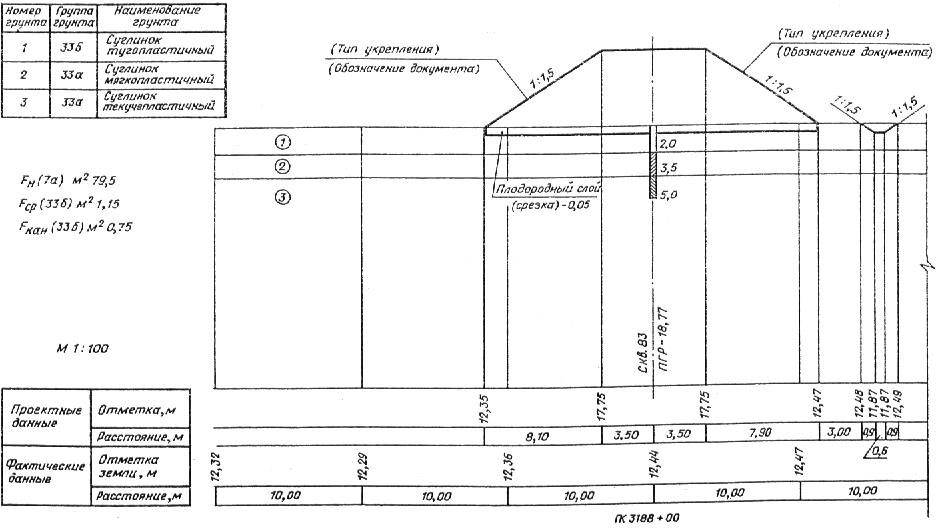 Номер грунта
Группа грунта
Наименование грунта
1
33б
Суглинок тугопластичный
2
33а
Суглинок мягкопластичный
3
33а
Суглинок текучепластичный
(Тип укрепления)
(Обозначение документа)
1:1,5
(Тип укрепления)
(Обозначение документа)
1:1,5
1:1,5
1:1,5
1
2
3
2,0
3,5
5,0
Плодородный слой
(срезка) - 0,05
Fн (7а) м² 79,5
Fср (33б) м² 1,15
Fкан (33б) м² 0,75
М 1:100
Скв. 83
ПГР - 18,77
Проектные данные
Отметка, м
12,35
17,75
17,75
12,47
12,48
11,87
11,87
12,49
Расстояние, м
8,10
3,50
3,50
7,90
3,00
0,9
0,6
0,9
Фактические данные
Отметка земли, м
12,32
12,29
12,36
12,44
12,47
Расстояние, м
10,00
10,00
10,00
10,00
10,00
ПК 3188 + 00